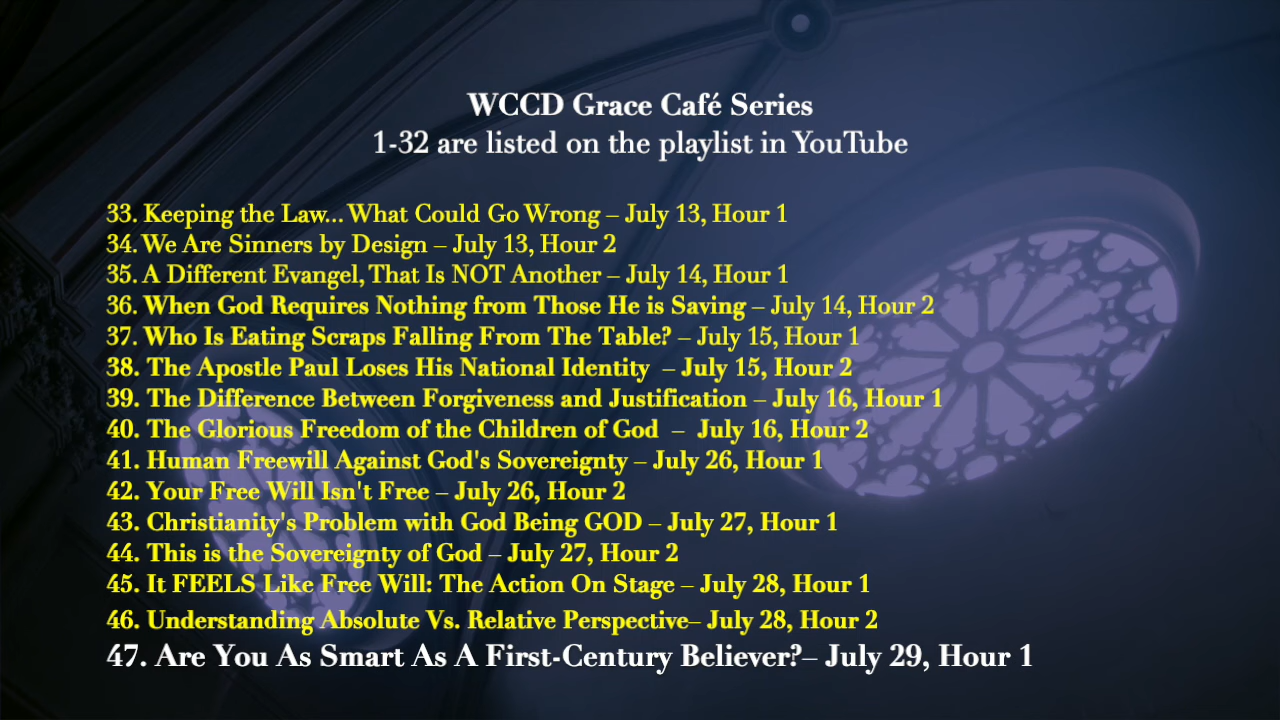 WCCD Grace Café Series
1-32 are listed on the playlist in YouTube
33. Keeping the Law... What Could Go Wrong – July 13, Hour 1
34. We Are Sinners by Design – July 13, Hour 2
35. A Different Evangel, That Is NOT Another – July 14, Hour 1
36. When God Requires Nothing from Those He is Saving – July 14, Hour 2
37. Who Is Eating Scraps Falling From The Table? – July 15, Hour 1
38. The Apostle Paul Loses His National Identity – July 15, Hour 2
39. The Difference Between Forgiveness and Justification – July 16, Hour 1
40. The Glorious Freedom of the Children of God – July 16, Hour 2
41. Human Freewill Against God's Sovereignty – July 26, Hour 1
42. Your Free Will Isn't Free – July 26, Hour 2
43. Christianity's Problem with God Being GOD – July 27, Hour 1
44. This is the Sovereignty of God – July 27, Hour 2
45. It FEELS Like Free Will: The Action On Stage – July 28, Hour 1
46. Understanding Absolute Vs. Relative Perspective– July 28, Hour 2
47. Are You As Smart As A First-Century Believer?– July 29, Hour 1